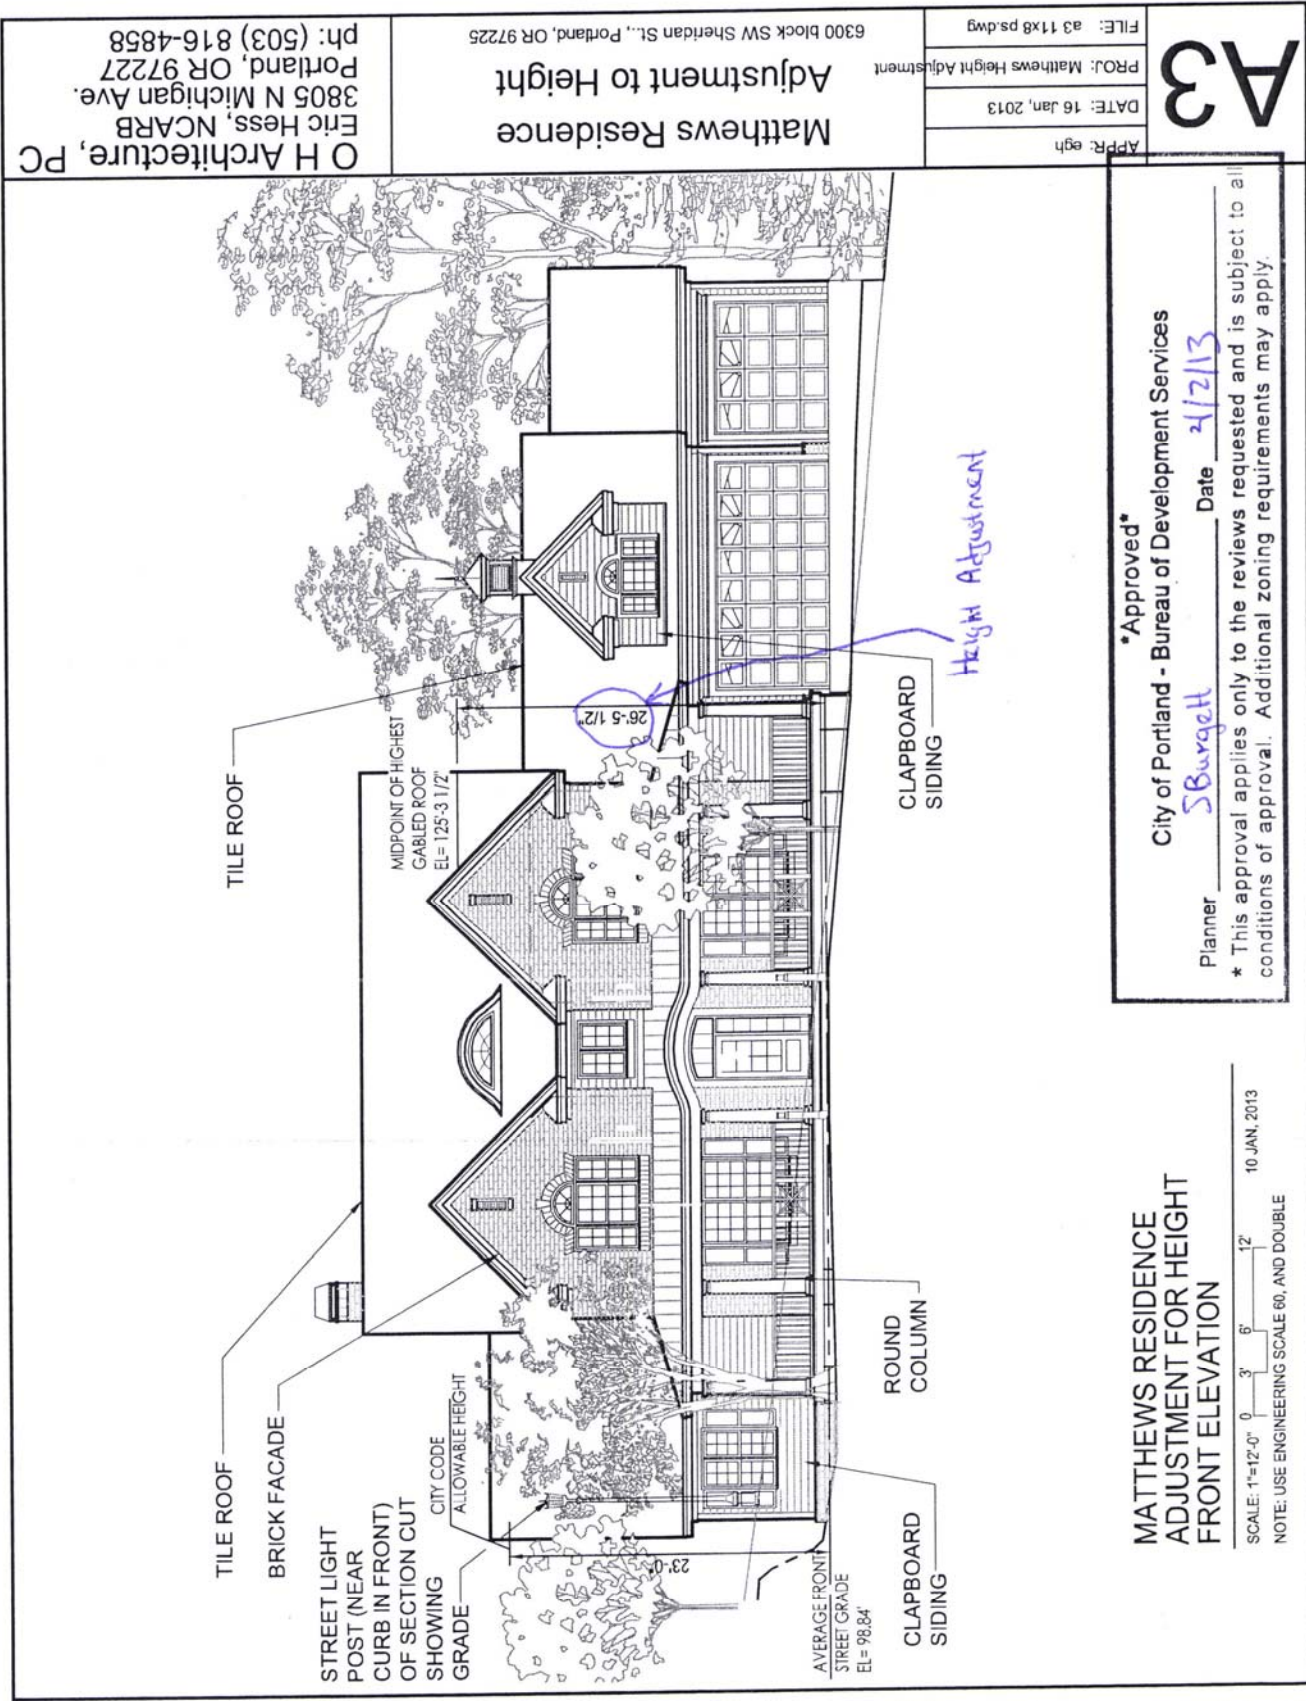 TILE ROOF
BRICK FACADE
STREET LIGHT
POST (NEAR
CURB IN FRONT)
OF SECTION CUT
SHOWING
GRADE
CITY CODE
ALLOWABLE HEIGHT
23'-0"
AVERAGE FRONT
STREET GRADE
EL= 98.84'
CLAPBOARD
SIDING
ROUND
COLUMN
TILE ROOF
MIDPOINT OF HIGHEST
GABLED ROOF
EL= 125'-3 1/2"
26'-5 1/2"
CLAPBOARD
SIDING
Height Adjustment
MATTHEWS RESIDENCE
ADJUSTMENT FOR HEIGHT
FRONT ELEVATION
SCALE: 1"=12'-0" 0 3' 6' 12' 10 JAN, 2013
NOTE: USE ENGINEERING SCALE 60, AND DOUBLE
*Approved*
City of Portland - Bureau of Development Services
Planner SBurgett Date 4/2/13
* This approval applies only to the reviews requested and is subject to all
conditions of approval. Additional zoning requirements may apply.
O H Architecture, PC
Eric Hess, NCARB
3805 N Michigan Ave.
Portland, OR 97227
ph: (503) 816-4858
Matthews Residence
Adjustment to Height
6300 block SW Sheridan St., Portland, OR 97225
APPR: egh
DATE: 16 Jan, 2013
PROJ: Matthews Height Adjustment
FILE: a3 11x8 ps.dwg
A3